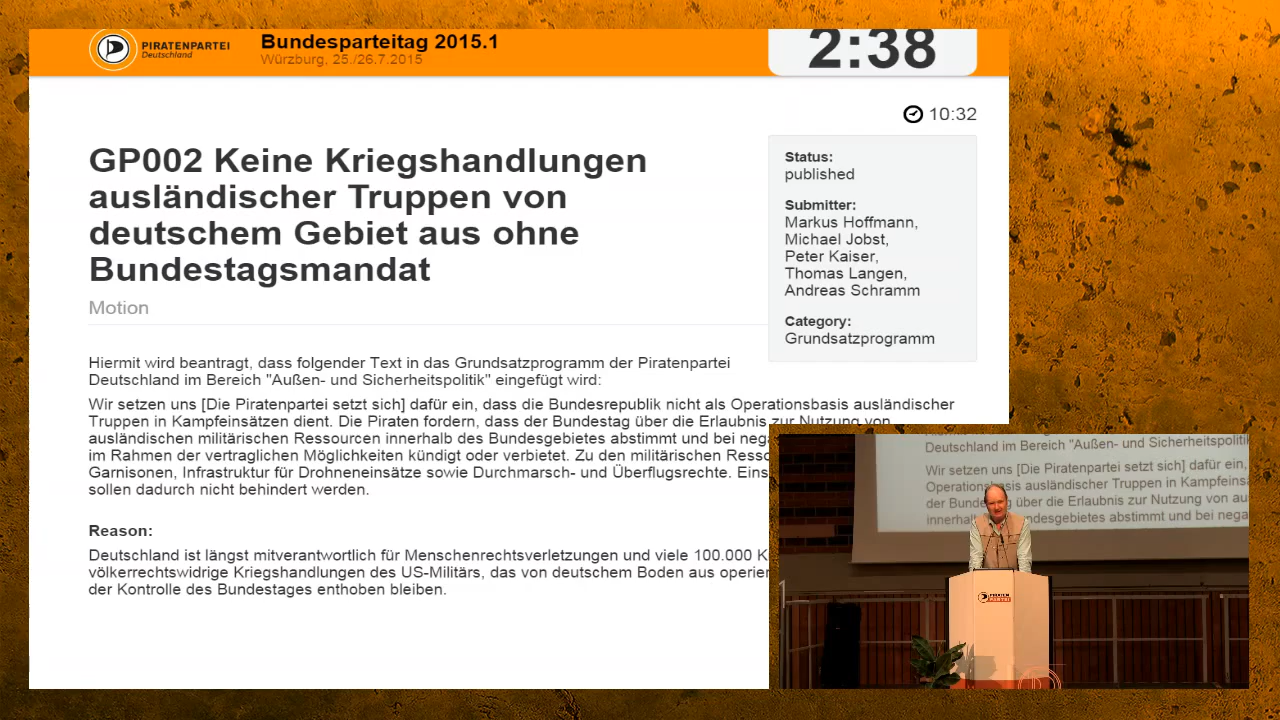 PIRATENPARTEI
Deutschland
Bundesparteitag 2015.1
Würzburg, 25./26.7.2015
2:38
10:32
GP002 Keine Kriegshandlungen
ausländischer Truppen von
deutschem Gebiet aus ohne
Bundestagsmandat
Motion
Status:
published
Submitter:
Markus Hoffmann,
Michael Jobst,
Peter Kaiser,
Thomas Langen,
Andreas Schramm
Category:
Grundsatzprogramm
Hiermit wird beantragt, dass folgender Text in das Grundsatzprogramm der Piratenpartei
Deutschland im Bereich "Außen- und Sicherheitspolitik" eingefügt wird:
Wir setzen uns [Die Piratenpartei setzt sich] dafür ein, dass die Bundesrepublik nicht als Operationsbasis ausländischer
Truppen in Kampfeinsätzen dient. Die Piraten fordern, dass der Bundestag über die Erlaubnis zur Nutzung von
ausländischen militärischen Ressourcen innerhalb des Bundesgebietes abstimmt und bei nega
im Rahmen der vertraglichen Möglichkeiten kündigt oder verbietet. Zu den militärischen Resso
Garnisonen, Infrastruktur für Drohneneinsätze sowie Durchmarsch- und Überflugsrechte. Eins
sollen dadurch nicht behindert werden.
Reason:
Deutschland ist längst mitverantwortlich für Menschenrechtsverletzungen und viele 100.000 K
völkerrechtswidrige Kriegshandlungen des US-Militärs, das von deutschem Boden aus operier
der Kontrolle des Bundestages enthoben bleiben.
Deutschland im Bereich "Außen- und Sicherheitspolitik
Wir setzen uns [Die Piratenpartei setzt sich] dafür ein,
Operationsbasis ausländischer Truppen in Kampfeinsä
der Bundes über die Erlaubnis zur Nutzung von au
innerhal ndesgebietes abstimmt und bei nega
PIRATEN
PARTEI